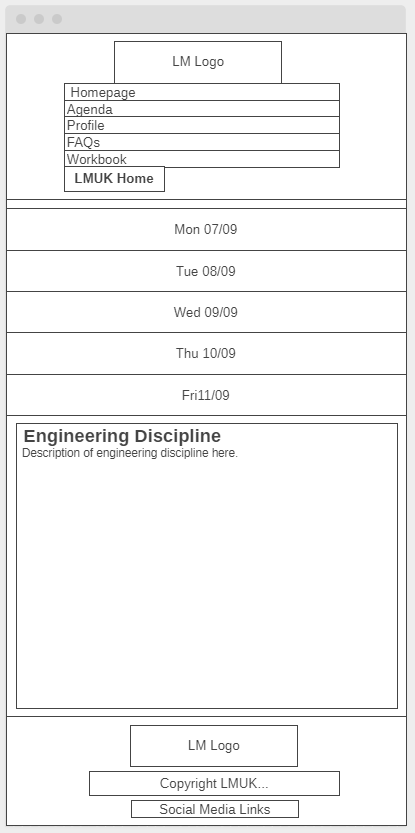 LM Logo
Homepage
Agenda
Profile
FAQs
Workbook
LMUK Home
Mon 07/09
Tue 08/09
Wed 09/09
Thu 10/09
Fri11/09
Engineering Discipline
Description of engineering discipline here.
LM Logo
Copyright LMUK...
Social Media Links